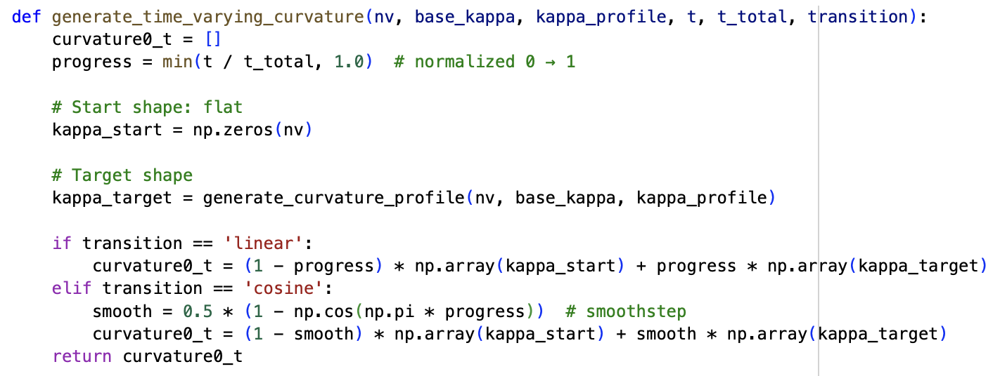 def generate_time_varying_curvature(nv, base_kappa, kappa_profile, t, t_total, transition):
    curvature0_t = []
    progress = min(t / t_total, 1.0)  # normalized 0 → 1

    # Start shape: flat
    kappa_start = np.zeros(nv)

    # Target shape
    kappa_target = generate_curvature_profile(nv, base_kappa, kappa_profile)

    if transition == 'linear':
        curvature0_t = (1 - progress) * np.array(kappa_start) + progress * np.array(kappa_target)
    elif transition == 'cosine':
        smooth = 0.5 * (1 - np.cos(np.pi * progress))  # smoothstep
        curvature0_t = (1 - smooth) * np.array(kappa_start) + smooth * np.array(kappa_target)
    return curvature0_t